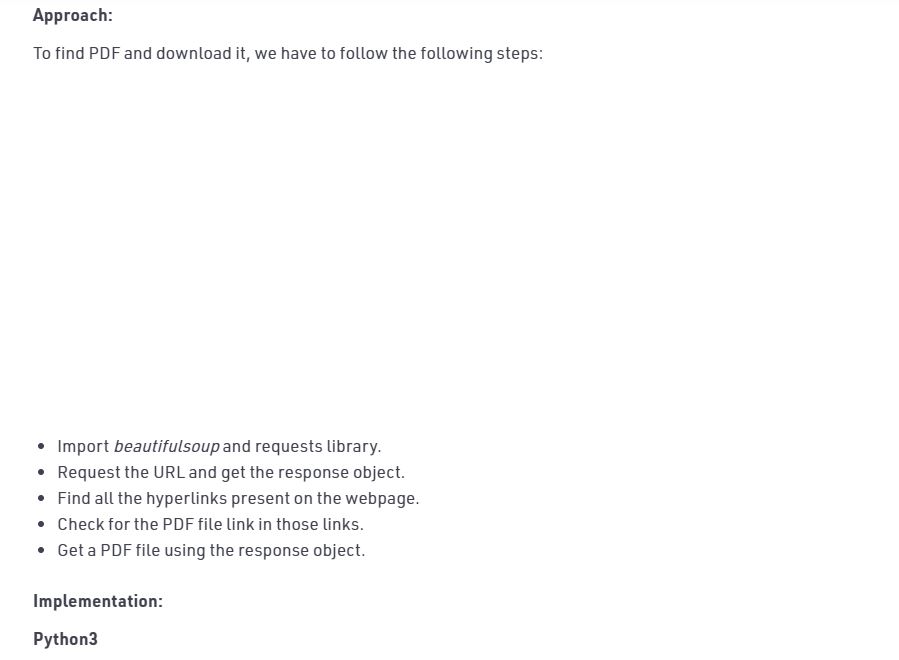 Approach:
To find PDF and download it, we have to follow the following steps:
Import beautifulsoup and requests library.
Request the URL and get the response object.
Find all the hyperlinks present on the webpage.
Check for the PDF file link in those links.
Get a PDF file using the response object.
Implementation:
Python3